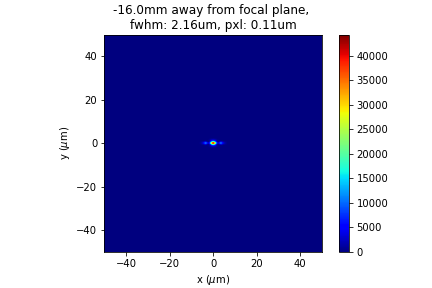 -16.0mm away from focal plane,
fwhm: 2.16um, pxl: 0.11um
40
20
0
−20
−40
y (μm)
−40 −20 0 20 40
x (μm)
40000
35000
30000
25000
20000
15000
10000
5000
0